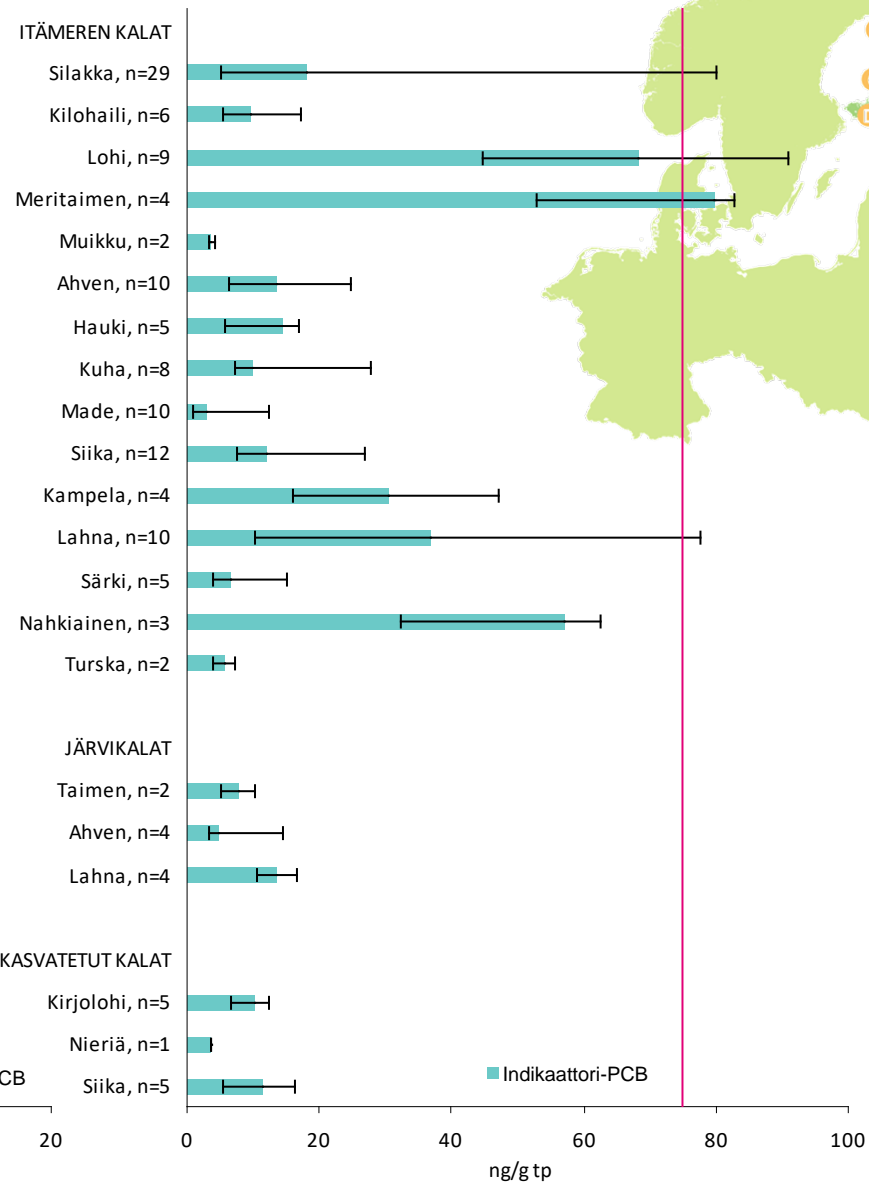 ITÄMEREN KALAT
Silakka, n=29
Kilohaili, n=6
Lohi, n=9
Meritaimen, n=4
Muikku, n=2
Ahven, n=10
Hauki, n=5
Kuha, n=8
Made, n=10
Siika, n=12
Kampela, n=4
Lahna, n=10
Särki, n=5
Nahkiainen, n=3
Turska, n=2
JÄRVIKALAT
Taimen, n=2
Ahven, n=4
Lahna, n=4
KASVATETUT KALAT
Kirjolohi, n=5
Nieriä, n=1
Siika, n=5
CB
Indikaattori-PCB
20
0 20 40 60 80 100
ng/g tp